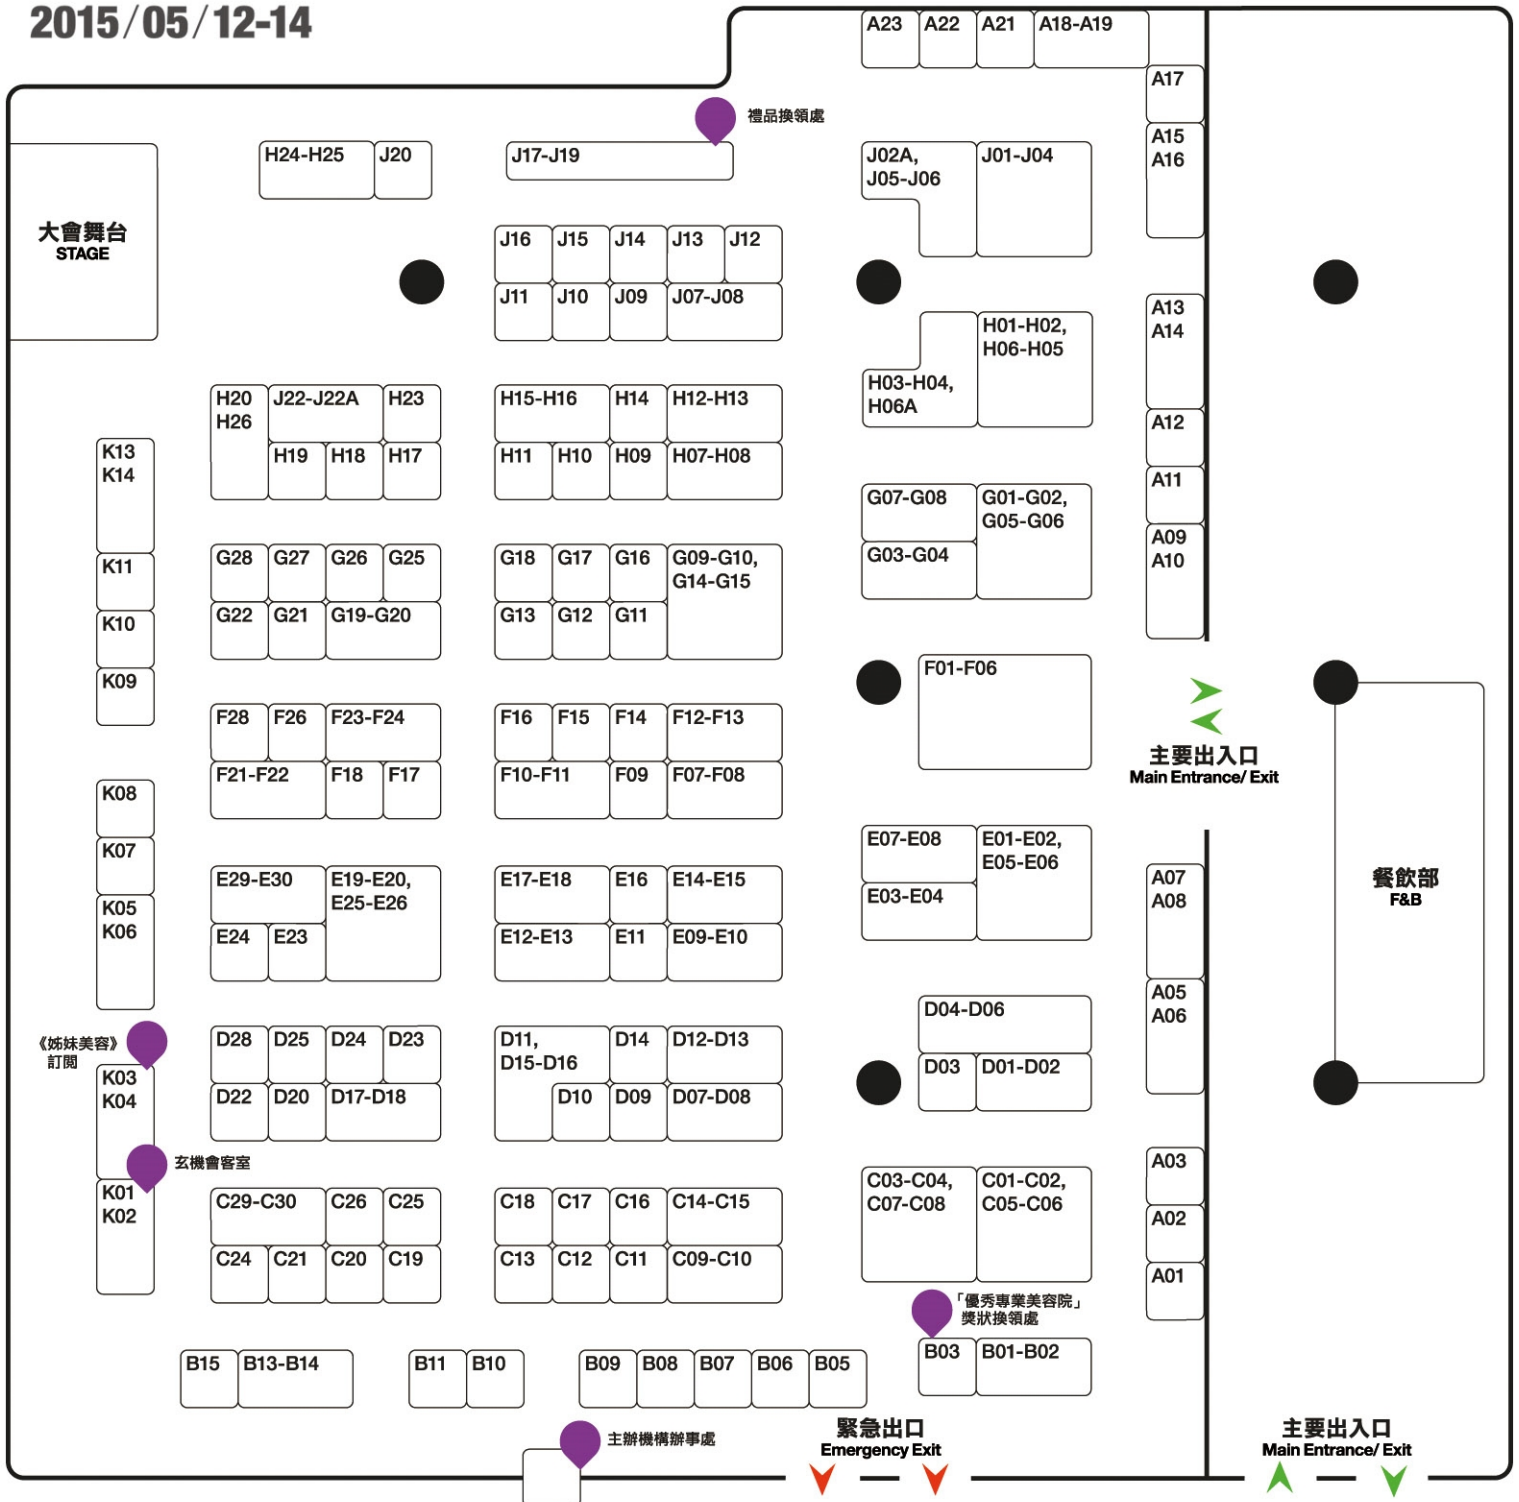 2015/05/12-14
A23
A22
A21
A18-A19
A17
禮品換領處
A15
A16
H24-H25
J20
J17-J19
J02A,
J05-J06
J01-J04
大會舞台
STAGE
J16
J15
J14
J13
J12
J11
J10
J09
J07-J08
A13
A14
H01-H02,
H06-H05
H03-H04,
H06A
H20
H26
J22-J22A
H23
H15-H16
H14
H12-H13
A12
H19
H18
H17
H11
H10
H09
H07-H08
K13
K14
A11
G07-G08
G01-G02,
G05-G06
G03-G04
A09
A10
K11
G28
G27
G26
G25
G18
G17
G16
G09-G10,
G14-G15
K10
G22
G21
G19-G20
G13
G12
G11
K09
F01-F06
F28
F26
F23-F24
F16
F15
F14
F12-F13
主要出入口
Main Entrance/ Exit
F21-F22
F18
F17
F10-F11
F09
F07-F08
K08
K07
K05
K06
E07-E08
E01-E02,
E05-E06
E03-E04
E29-E30
E19-E20,
E25-E26
E17-E18
E16
E14-E15
A07
A08
餐飲部
F&B
E24
E23
E12-E13
E11
E09-E10
A05
A06
D04-D06
《姊妹美容》
訂閱
D28
D25
D24
D23
D11,
D15-D16
D14
D12-D13
K03
K04
D03
D01-D02
D22
D20
D17-D18
D10
D09
D07-D08
玄機會客室
A03
K01
K02
C29-C30
C26
C25
C18
C17
C16
C14-C15
C03-C04,
C07-C08
C01-C02,
C05-C06
A02
C24
C21
C20
C19
C13
C12
C11
C09-C10
A01
「優秀專業美容院」
獎狀換領處
B15
B13-B14
B11
B10
B09
B08
B07
B06
B05
B03
B01-B02
主辦機構辦事處
緊急出口
Emergency Exit
主要出入口
Main Entrance/ Exit